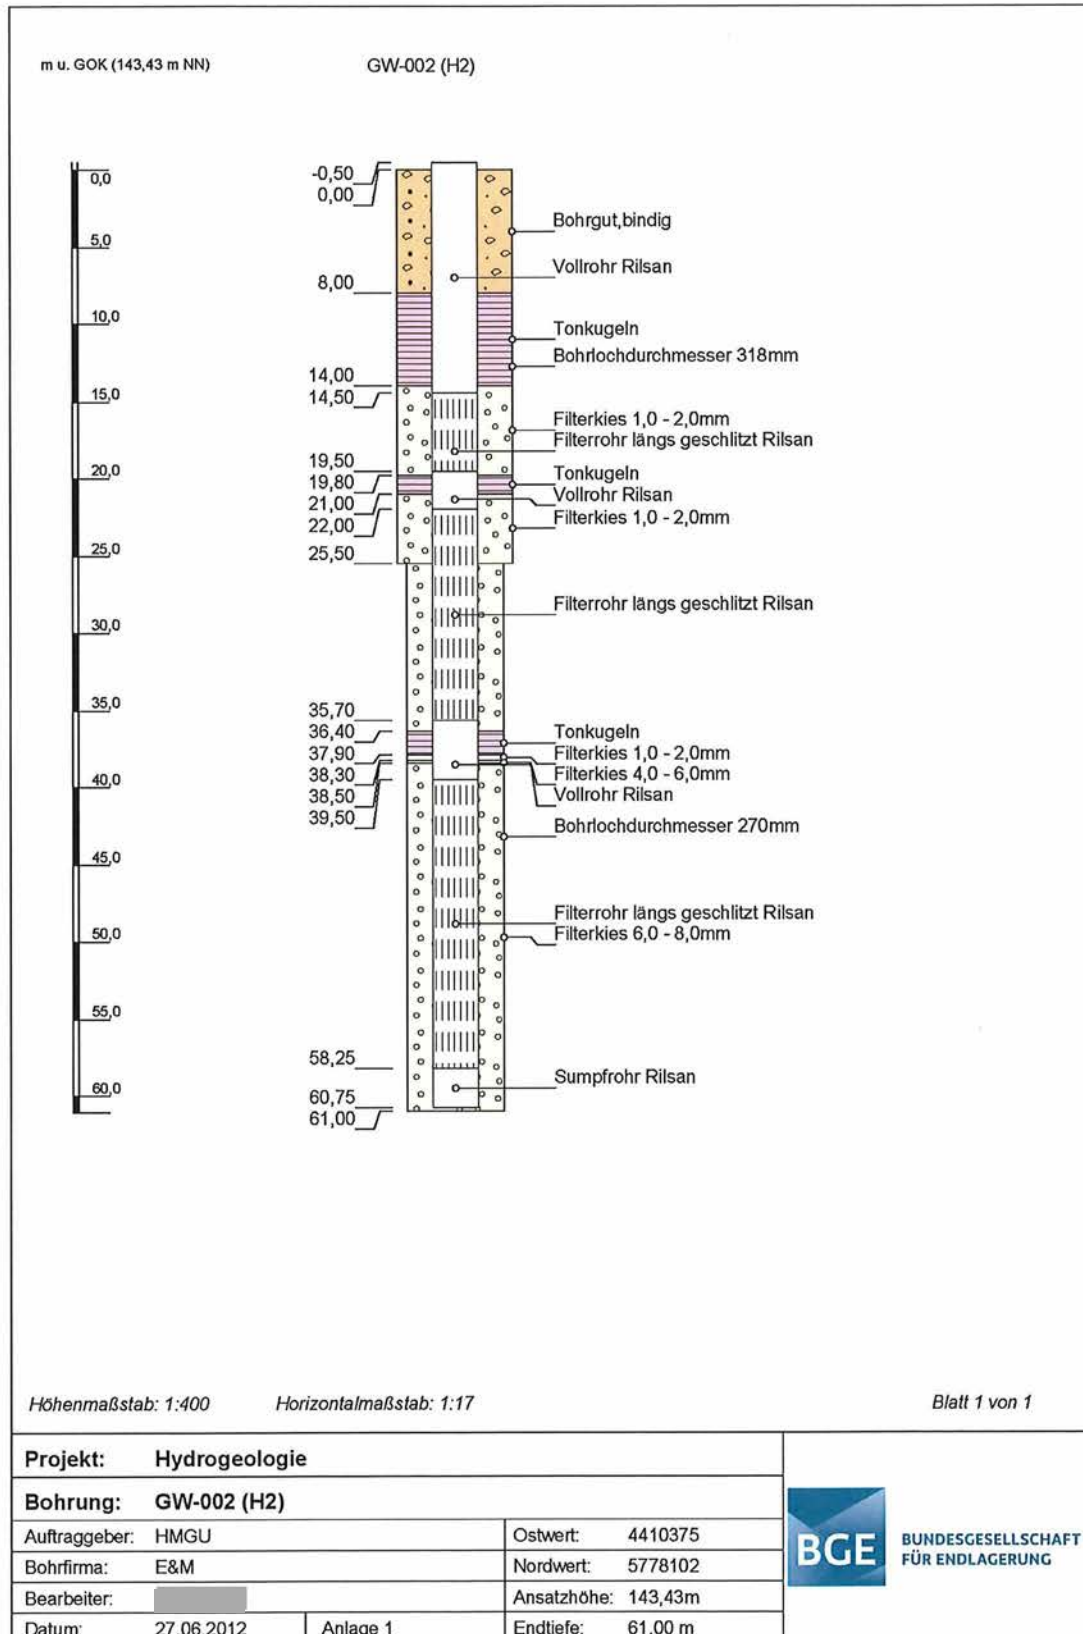 m u. GOK (143,43 m NN)
GW-002 (H2)
0,0
5,0
10,0
15,0
20,0
25,0
30,0
35,0
40,0
45,0
50,0
55,0
60,0
-0,50
0,00
8,00
14,00
14,50
19,50
19,80
21,00
22,00
25,50
35,70
36,40
37,90
38,30
38,50
39,50
58,25
60,75
61,00
Bohrgut,bindig
Vollrohr Rilsan
Tonkugeln
Bohrlochdurchmesser 318mm
Filterkies 1,0 - 2,0mm
Filterrohr längs geschlitzt Rilsan
Tonkugeln
Vollrohr Rilsan
Filterkies 1,0 - 2,0mm
Filterrohr längs geschlitzt Rilsan
Tonkugeln
Filterkies 1,0 - 2,0mm
Filterkies 4,0 - 6,0mm
Vollrohr Rilsan
Bohrlochdurchmesser 270mm
Filterrohr längs geschlitzt Rilsan
Filterkies 6,0 - 8,0mm
Sumpfrohr Rilsan
Höhenmaßstab: 1:400 Horizontalmaßstab: 1:17 Blatt 1 von 1
Projekt: Hydrogeologie
Bohrung: GW-002 (H2)
Auftraggeber: HMGU Ostwert: 4410375
Bohrfirma: E&M Nordwert: 5778102
Bearbeiter: Ansatzhöhe: 143,43m
Datum: 27.06.2012 Anlage 1 Endtiefe: 61,00 m
BGE
BUNDESGESELLSCHAFT
FÜR ENDLAGERUNG